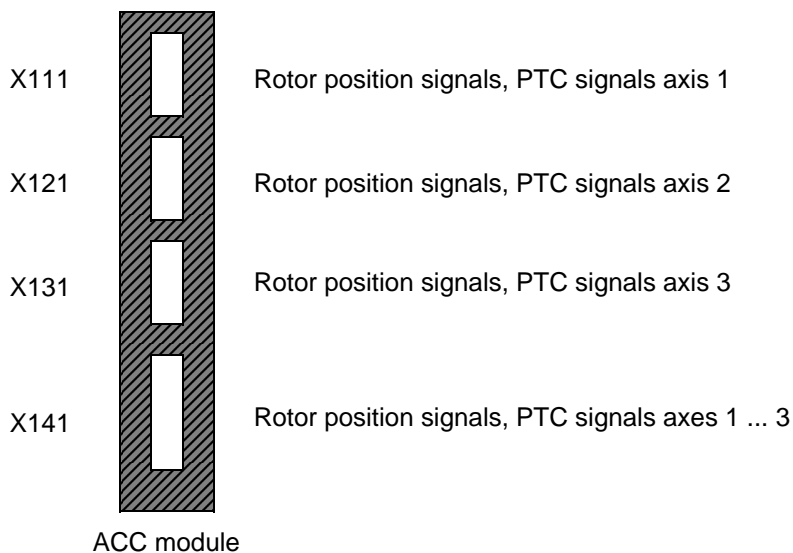 X111 Rotor position signals, PTC signals axis 1
X121 Rotor position signals, PTC signals axis 2
X131 Rotor position signals, PTC signals axis 3
X141 Rotor position signals, PTC signals axes 1 ... 3
ACC module